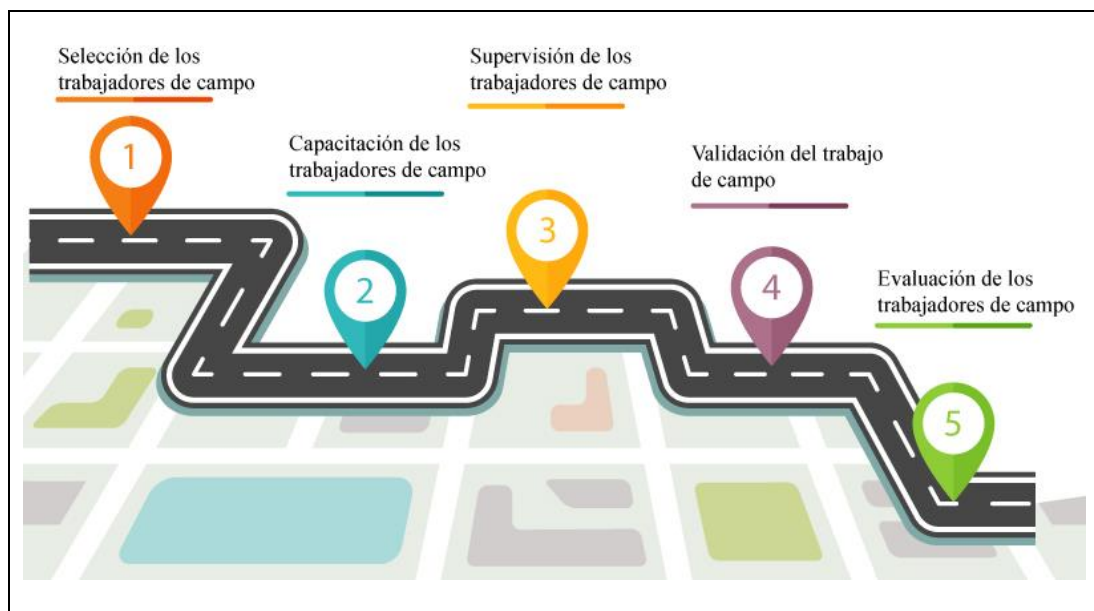 Selección de los
trabajadores de campo
1
Capacitación de los
trabajadores de campo
2
Supervisión de los
trabajadores de campo
3
Validación del trabajo
de campo
4
Evaluación de los
trabajadores de campo
5